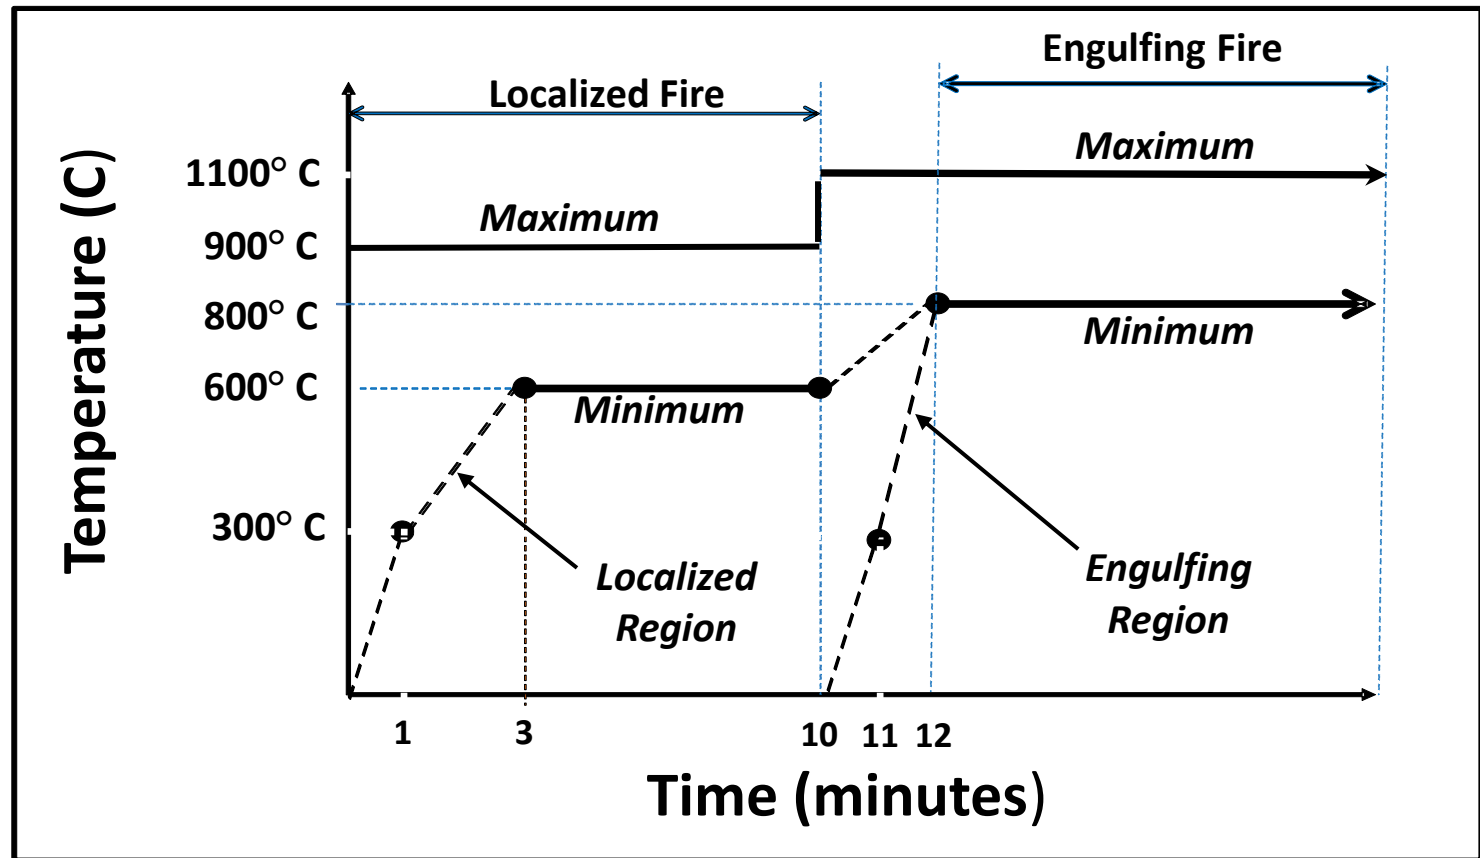 Engulfing Fire
Localized Fire
Maximum
1100° C
Maximum
900° C
800° C
Minimum
600° C
Minimum
300° C
Localized
Region
Engulfing
Region
Temperature (C)
1
3
10
11
12
Time (minutes)